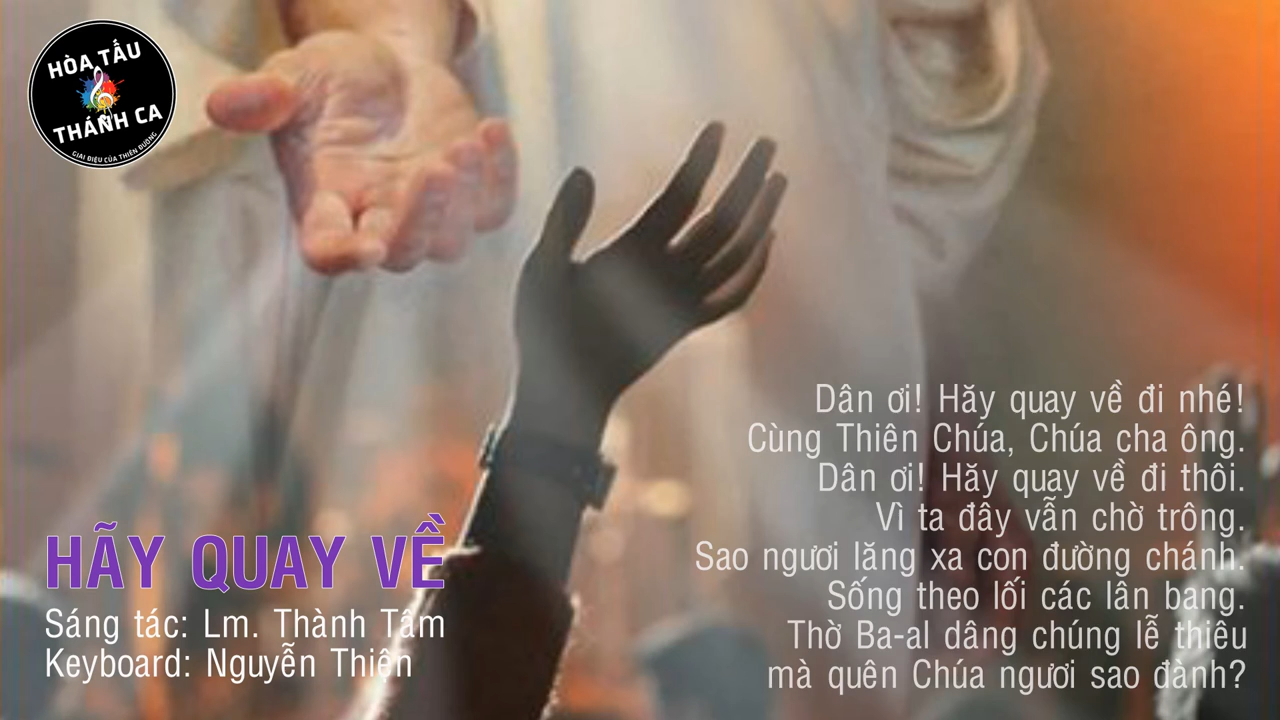 HÒA TẤU
THÁNH CA
GIAI ĐIỆU CỦA THIÊN ĐƯỜNG
Dân ơi! Hãy quay về đi nhé!
Cùng Thiên Chúa, Chúa cha ông.
Dân ơi! Hãy quay về đi thôi.
Vì ta đây vẫn chờ trông.
Sao ngươi lăng xa con đường chánh.
Sống theo lối các lân bang.
Thờ Ba-al dâng chúng lễ thiêu
mà quên Chúa ngươi sao đành?
HÃY QUAY VỀ
Sáng tác: Lm. Thành Tâm
Keyboard: Nguyễn Thiện